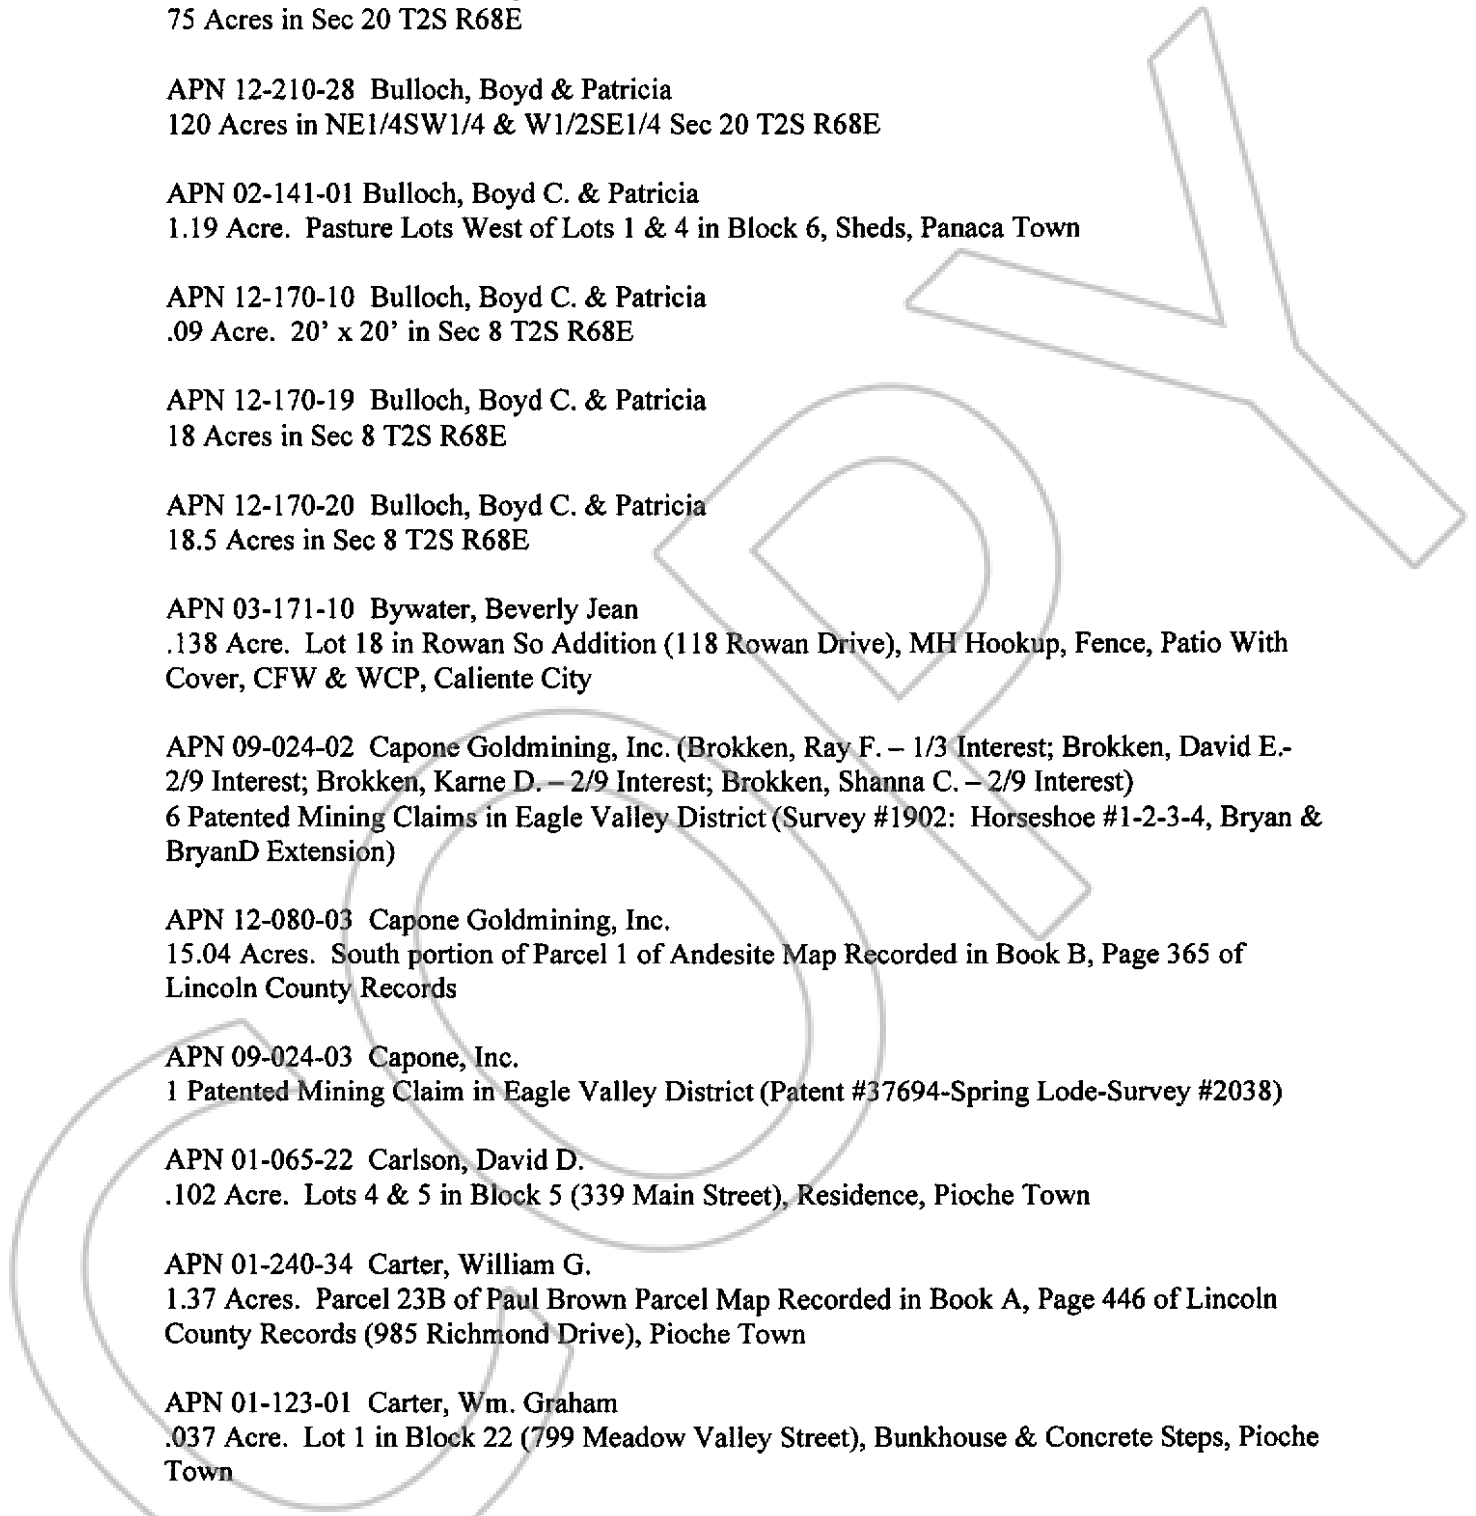 75 Acres in Sec 20 T2S R68E
APN 12-210-28 Bulloch, Boyd & Patricia
120 Acres in NE1/4SW1/4 & W1/2SE1/4 Sec 20 T2S R68E
APN 02-141-01 Bulloch, Boyd C. & Patricia
1.19 Acre. Pasture Lots West of Lots 1 & 4 in Block 6, Sheds, Panaca Town
APN 12-170-10 Bulloch, Boyd C. & Patricia
.09 Acre. 20’ x 20’ in Sec 8 T2S R68E
APN 12-170-19 Bulloch, Boyd C. & Patricia
18 Acres in Sec 8 T2S R68E
APN 12-170-20 Bulloch, Boyd C. & Patricia
18.5 Acres in Sec 8 T2S R68E
APN 03-171-10 Bywater, Beverly Jean
.138 Acre. Lot 18 in Rowan So Addition (118 Rowan Drive), MH Hookup, Fence, Patio With
Cover, CFW & WCP, Caliente City
APN 09-024-02 Capone Goldmining, Inc. (Brokken, Ray F. – 1/3 Interest; Brokken, David E.-
2/9 Interest; Brokken, Karne D. – 2/9 Interest; Brokken, Shanna C. – 2/9 Interest)
6 Patented Mining Claims in Eagle Valley District (Survey #1902: Horseshoe #1-2-3-4, Bryan &
BryanD Extension)
APN 12-080-03 Capone Goldmining, Inc.
15.04 Acres. South portion of Parcel 1 of Andesite Map Recorded in Book B, Page 365 of
Lincoln County Records
APN 09-024-03 Capone, Inc.
1 Patented Mining Claim in Eagle Valley District (Patent #37694-Spring Lode-Survey #2038)
APN 01-065-22 Carlson, David D.
.102 Acre. Lots 4 & 5 in Block 5 (339 Main Street), Residence, Pioche Town
APN 01-240-34 Carter, William G.
1.37 Acres. Parcel 23B of Paul Brown Parcel Map Recorded in Book A, Page 446 of Lincoln
County Records (985 Richmond Drive), Pioche Town
APN 01-123-01 Carter, Wm. Graham
.037 Acre. Lot 1 in Block 22 (799 Meadow Valley Street), Bunkhouse & Concrete Steps, Pioche
Town
COPY